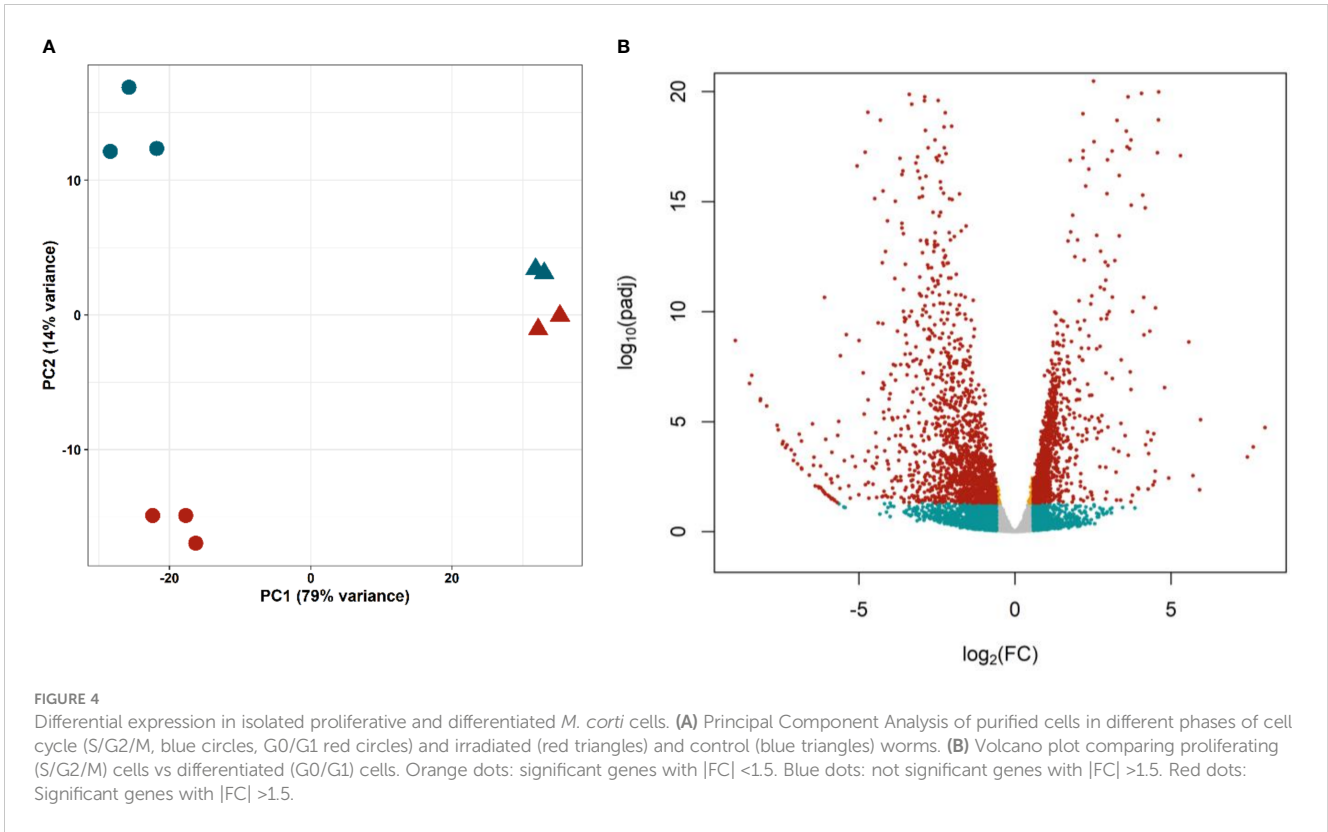 A
B
10
0
-10
PC2 (14% variance)
-20
0
20
PC1 (79% variance)
20
15
10
5
0
log10(padj)
-5
0
5
log2(FC)
FIGURE 4
Differential expression in isolated proliferative and differentiated M. corti cells. (A) Principal Component Analysis of purified cells in different phases of cell
cycle (S/G2/M, blue circles, G0/G1 red circles) and irradiated (red triangles) and control (blue triangles) worms. (B) Volcano plot comparing proliferating
(S/G2/M) cells vs differentiated (G0/G1) cells. Orange dots: significant genes with |FC| <1.5. Blue dots: not significant genes with |FC| >1.5. Red dots:
Significant genes with |FC| >1.5.